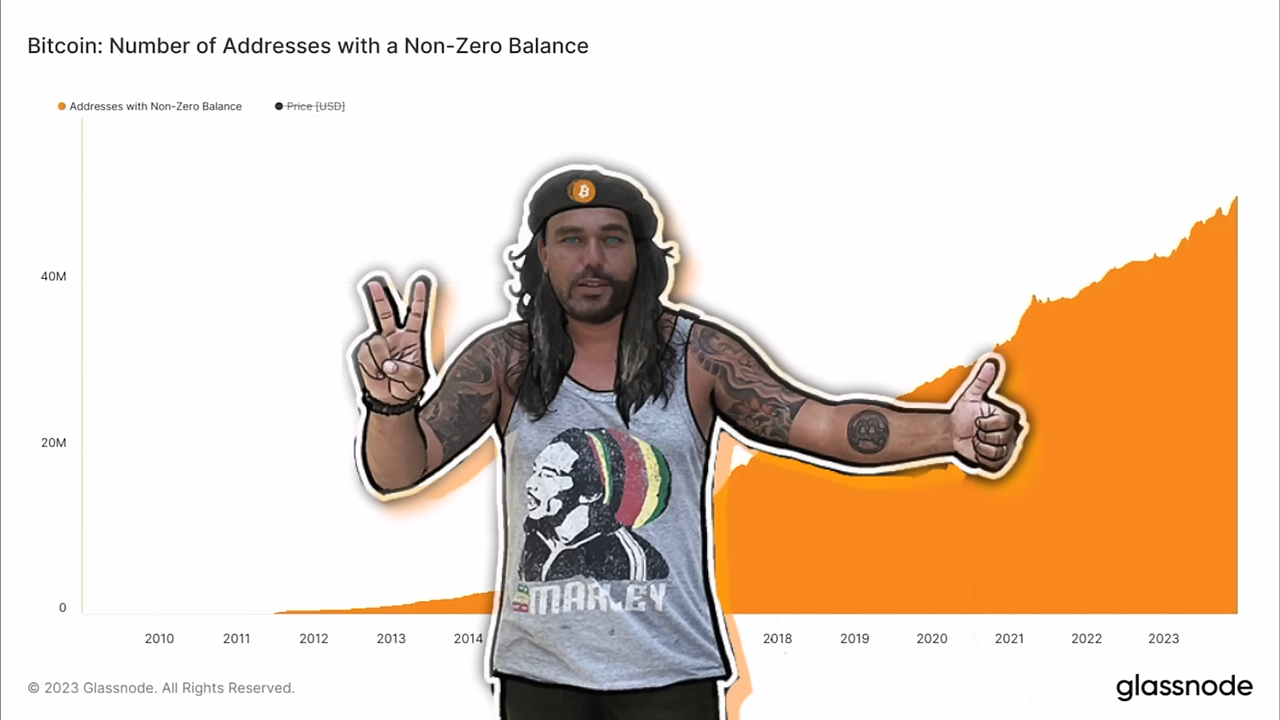 Bitcoin: Number of Addresses with a Non-Zero Balance
Addresses with Non-Zero Balance Price [USD]
40M
20M
0
2010 2011 2012 2013 2014 2018 2019 2020 2021 2022 2023
BOB MARLEY
© 2023 Glassnode. All Rights Reserved. glassnode